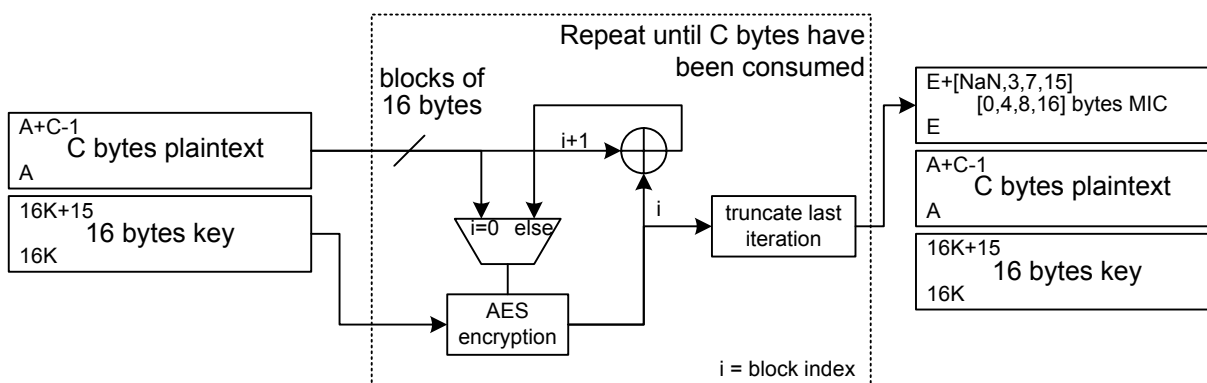 Repeat until C bytes have
been consumed
blocks of
16 bytes
A+C-1
C bytes plaintext
A
16K+15
16 bytes key
16K
i+1
i=0 else
i
AES
encryption
truncate last
iteration
i = block index
E+[NaN,3,7,15]
[0,4,8,16] bytes MIC
E
A+C-1
C bytes plaintext
A
16K+15
16 bytes key
16K